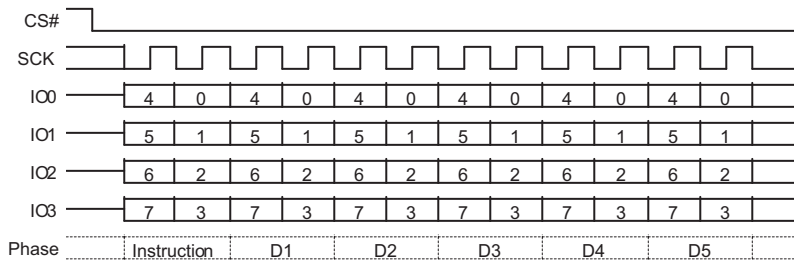 CS#
SCK
IO0 4 0 4 0 4 0 4 0 4 0 4 0
IO1 5 1 5 1 5 1 5 1 5 1 5 1
IO2 6 2 6 2 6 2 6 2 6 2 6 2
IO3 7 3 7 3 7 3 7 3 7 3 7 3
Phase Instruction D1 D2 D3 D4 D5